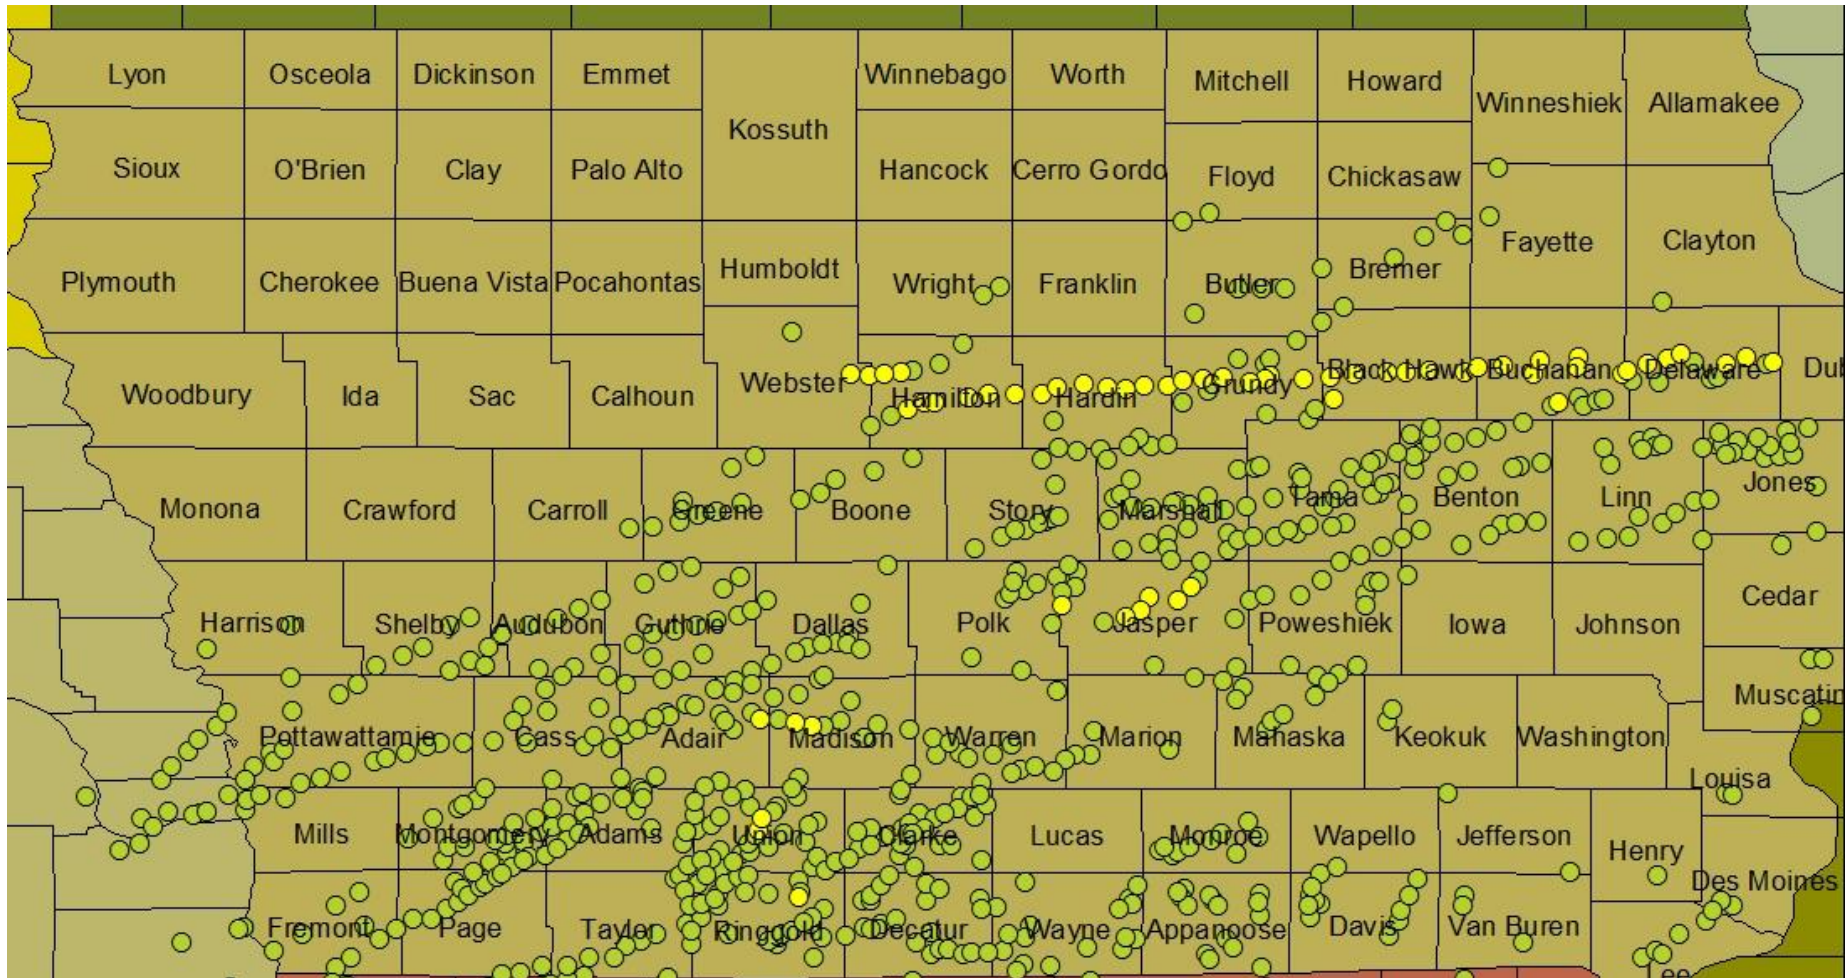 Lyon
Osceola
Dickinson
Emmet
Winnebago
Worth
Mitchell
Howard
Winneshiek
Allamakee
Kossuth
Sioux
O'Brien
Clay
Palo Alto
Hancock
Cerro Gordo
Floyd
Chickasaw
Plymouth
Cherokee
Buena Vista
Pocahontas
Humboldt
Wright
Franklin
Butler
Bremer
Fayette
Clayton
Woodbury
Ida
Sac
Calhoun
Webster
Hamilton
Hardin
Grundy
Black Hawk
Buchanan
Delaware
Dub
Monona
Crawford
Carroll
Greene
Boone
Story
Marshall
Tama
Benton
Linn
Jones
Harrison
Shelby
Audubon
Guthrie
Dallas
Polk
Jasper
Poweshiek
Iowa
Johnson
Cedar
Muscatin
Pottawattamie
Cass
Adair
Madison
Warren
Marion
Mahaska
Keokuk
Washington
Louisa
Mills
Montgomery
Adams
Union
Clarke
Lucas
Monroe
Wapello
Jefferson
Henry
Des Moines
Fremont
Page
Taylor
Ringgold
Decatur
Wayne
Appanoose
Davis
Van Buren
Lee